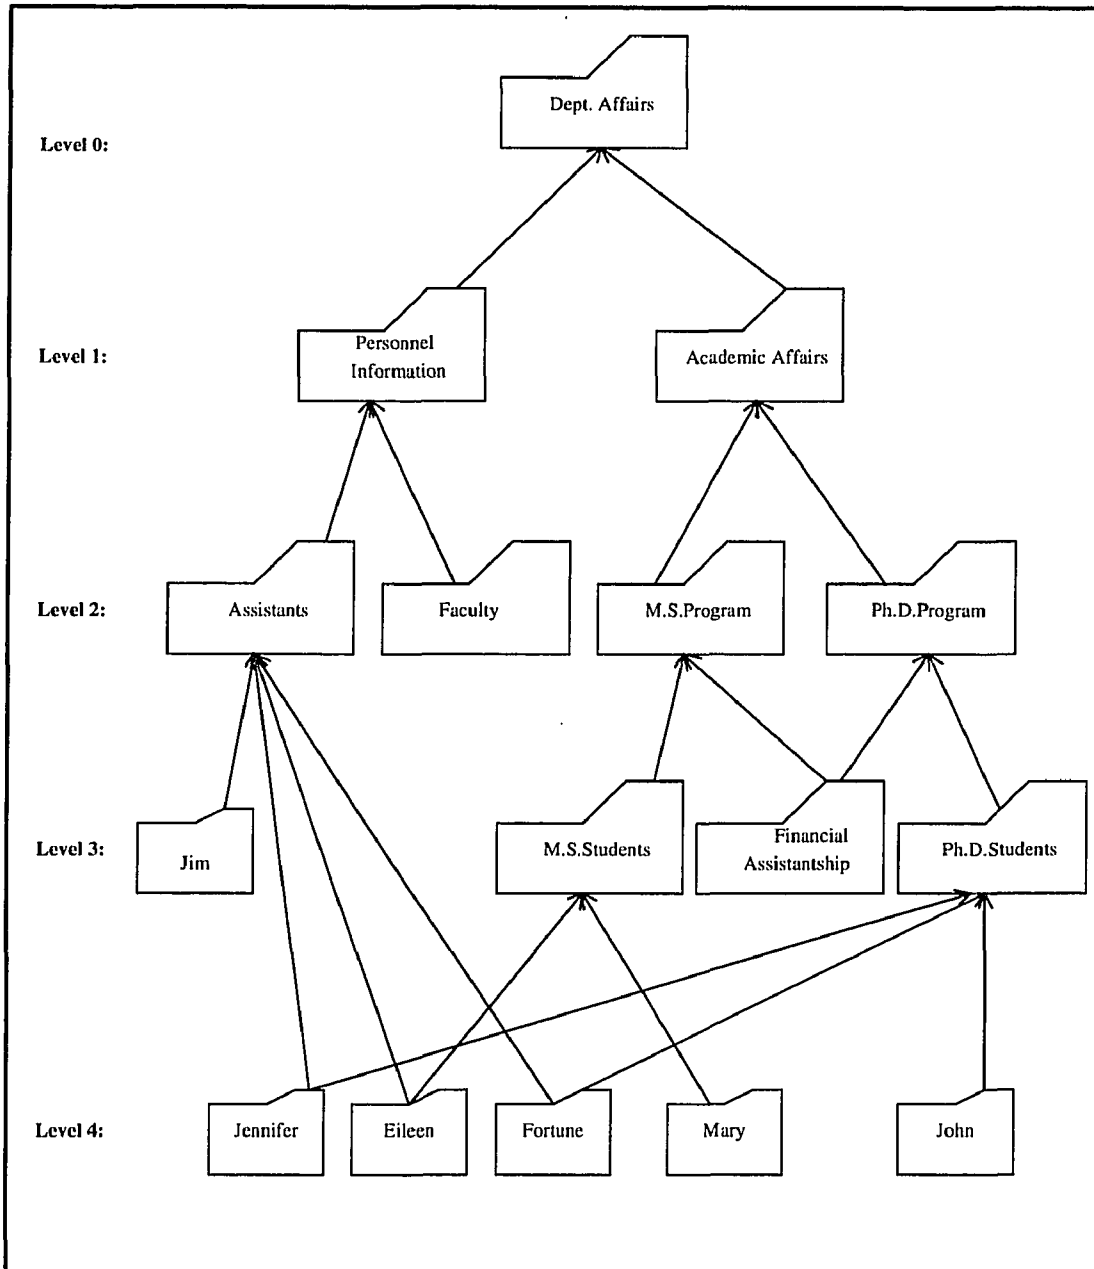 Dept. Affairs
Level 0:
Level 1:
Personnel
Information
Academic Affairs
Level 2:
Assistants
Faculty
M.S.Program
Ph.D.Program
Level 3:
Jim
M.S.Students
Financial
Assistantship
Ph.D.Students
Level 4:
Jennifer
Eileen
Fortune
Mary
John